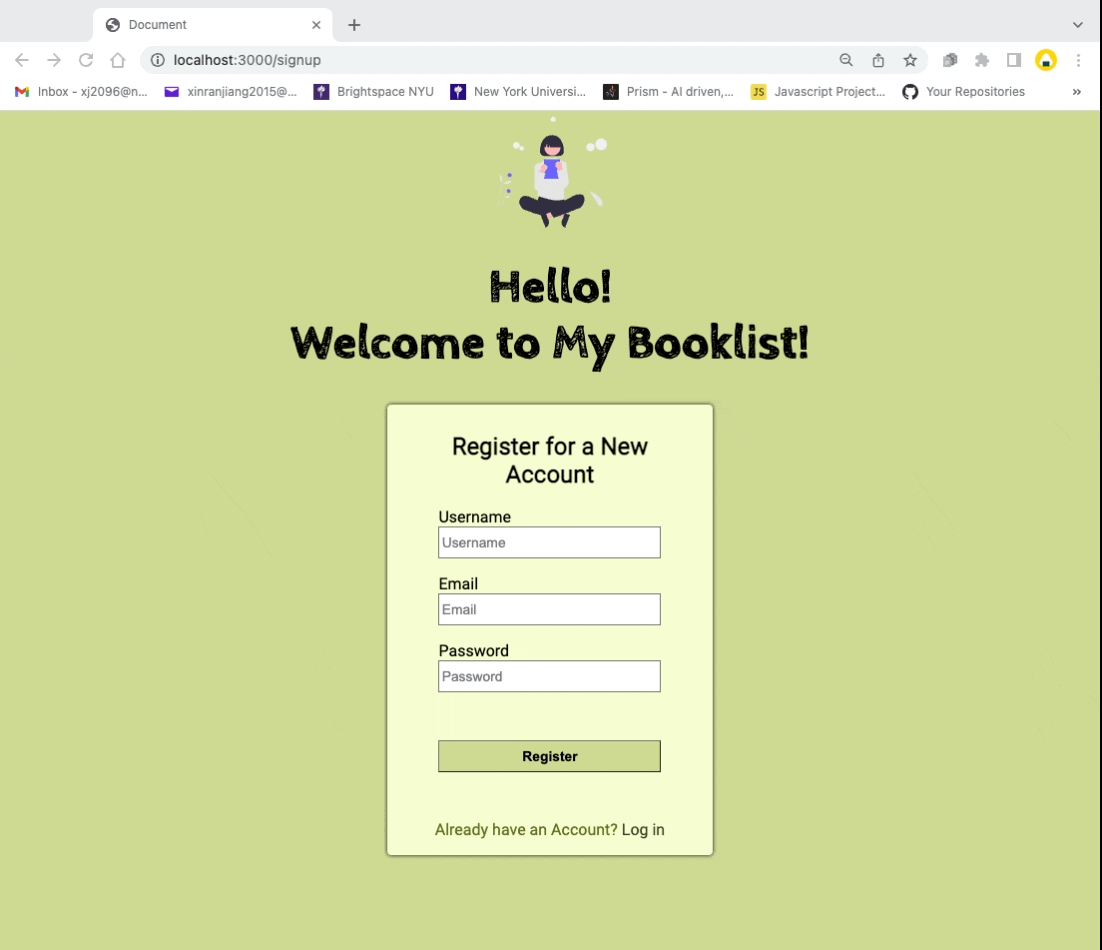 Document
localhost:3000/signup
Inbox - xj2096@n... xinranjiang2015@... Brightspace NYU New York Universi... Prism - AI driven,... JS Javascript Project... Your Repositories »
Hello!
Welcome to My Booklist!
Register for a New
Account
Username
Username
Email
Email
Password
Password
Register
Already have an Account? Log in